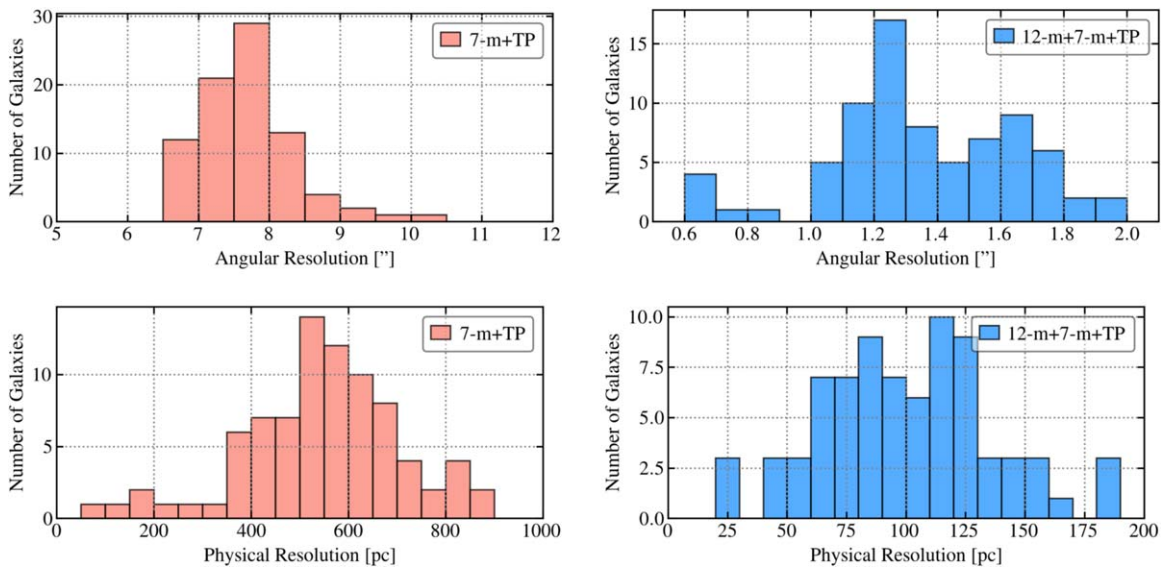 30
20
10
0
Number of Galaxies
7-m+TP
5 6 7 8 9 10 11 12
Angular Resolution [”]
15
10
5
0
Number of Galaxies
12-m+7-m+TP
0.6 0.8 1.0 1.2 1.4 1.6 1.8 2.0
Angular Resolution [”]
10
5
0
Number of Galaxies
7-m+TP
200 400 600 800 1000
Physical Resolution [pc]
10.0
7.5
5.0
2.5
0.0
Number of Galaxies
12-m+7-m+TP
0 25 50 75 100 125 150 175 200
Physical Resolution [pc]